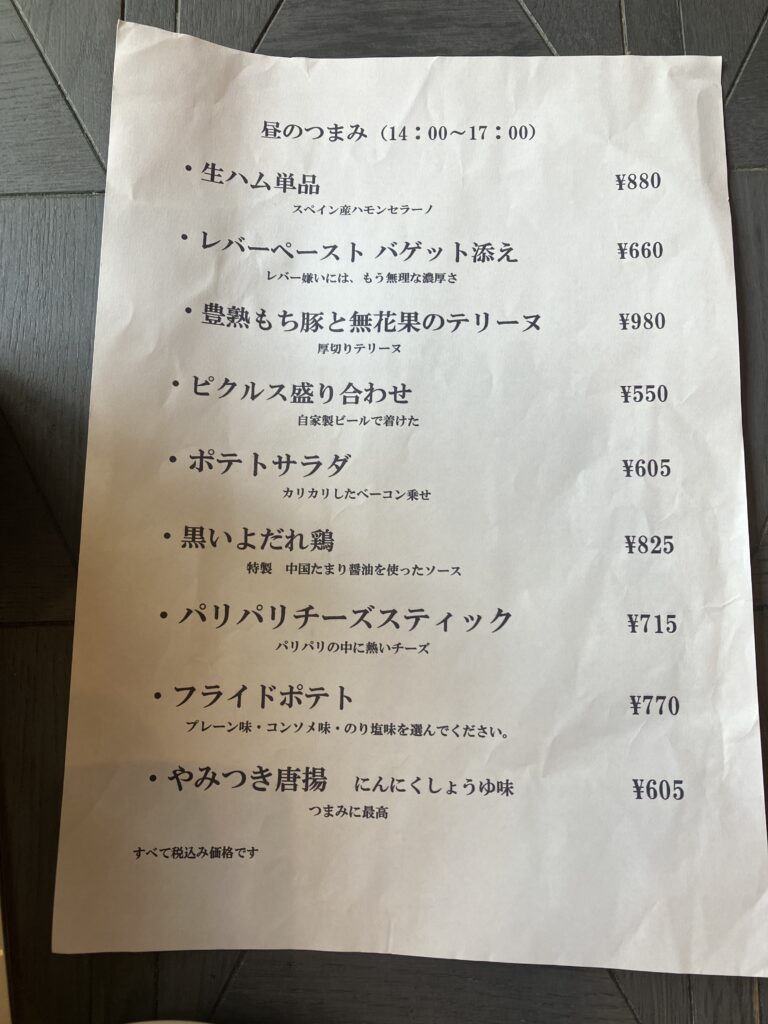 昼のつまみ（14：00～17：00）
・生ハム単品 ¥880
スペイン産ハモンセラーノ
・レバーペースト バゲット添え ¥660
レバー嫌いには、もう無理な濃厚さ
・豊熟もち豚と無花果のテリーヌ ¥980
厚切りテリーヌ
・ピクルス盛り合わせ ¥550
自家製ビールで着けた
・ポテトサラダ ¥605
カリカリしたベーコン乗せ
・黒いよだれ鶏 ¥825
特製　中国たまり醤油を使ったソース
・パリパリチーズスティック ¥715
パリパリの中に熱いチーズ
・フライドポテト ¥770
プレーン味・コンソメ味・のり塩味を選んでください。
・やみつき唐揚　にんにくしょうゆ味 ¥605
つまみに最高
すべて税込み価格です